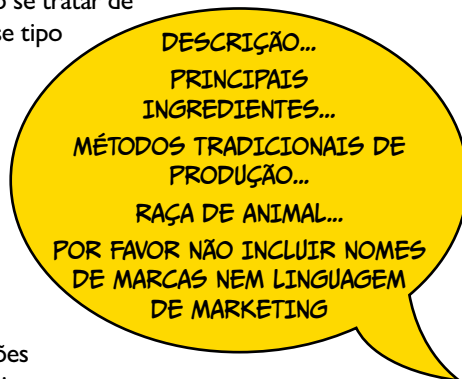 o se tratar de
se tipo
DESCRIÇÃO...
PRINCIPAIS
INGREDIENTES...
MÉTODOS TRADICIONAIS DE
PRODUÇÃO...
RAÇA DE ANIMAL...
POR FAVOR NÃO INCLUIR NOMES
DE MARCAS NEM LINGUAGEM
DE MARKETING
ões